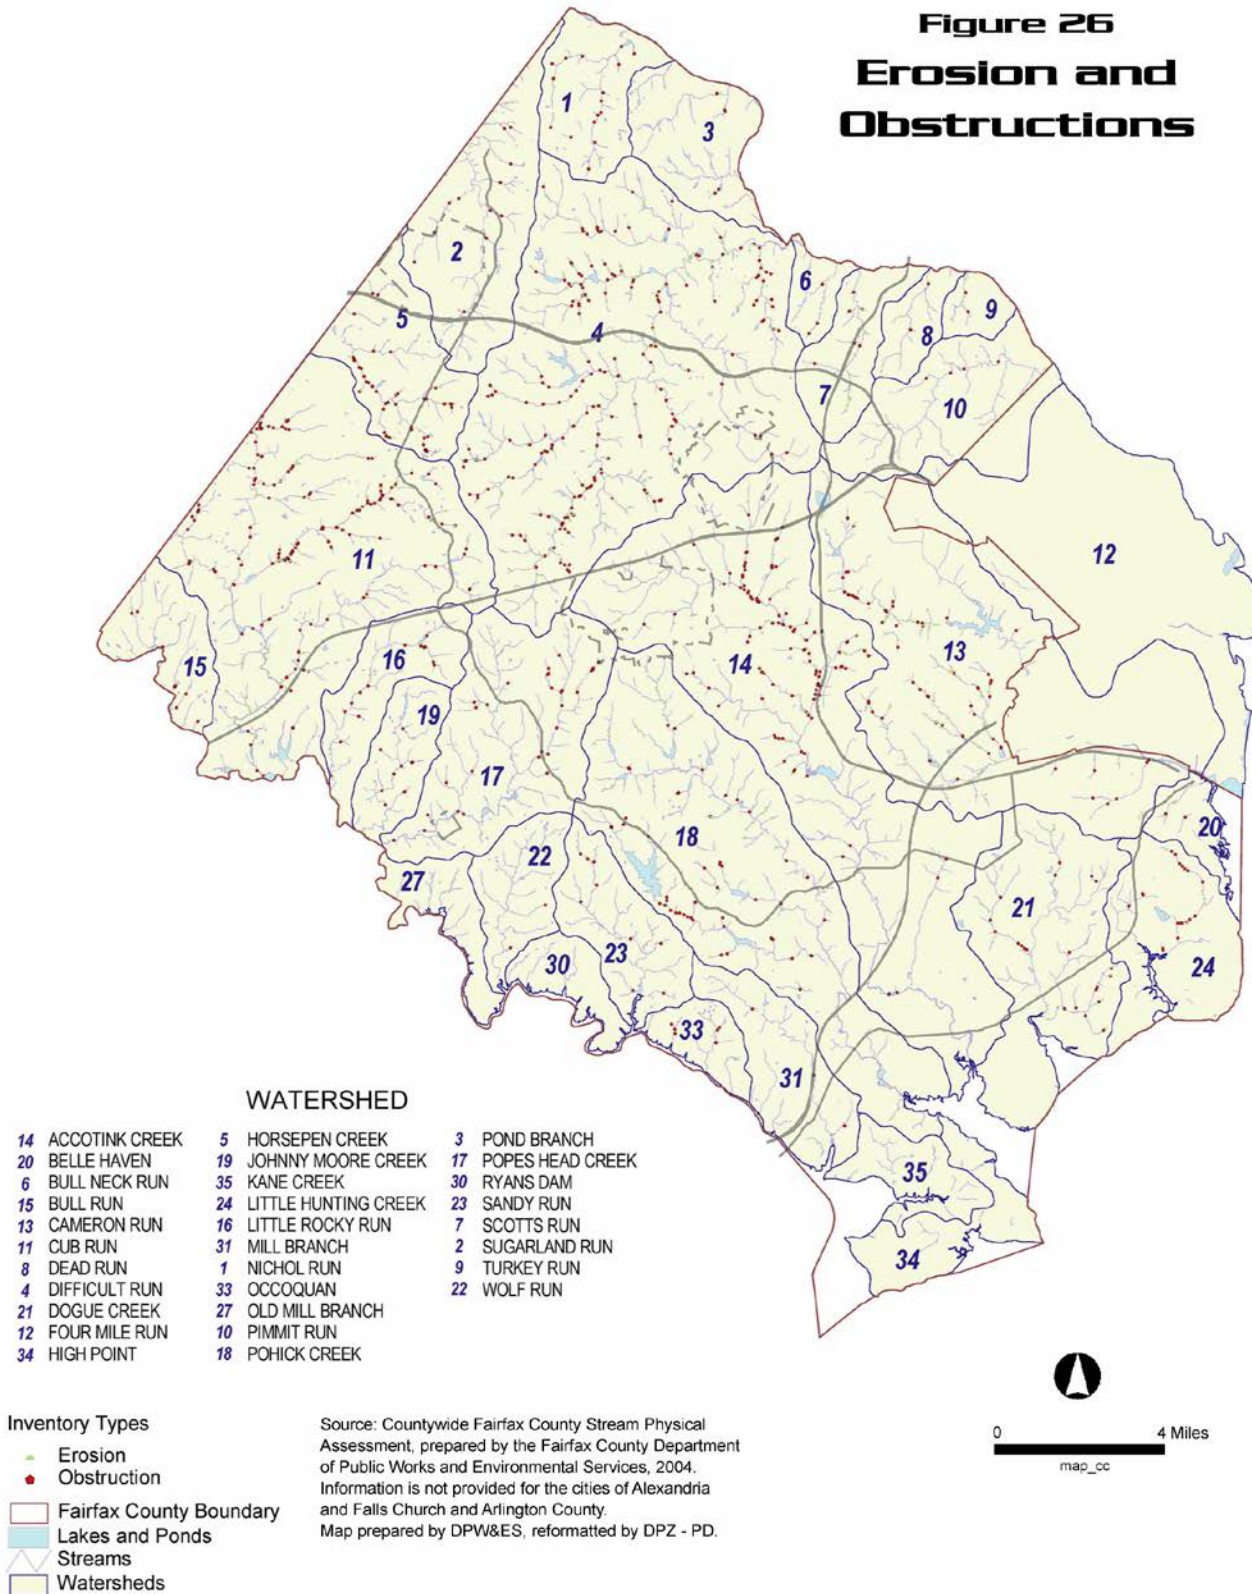 Figure 26
Erosion and
Obstructions
1
3
2
6
9
5
4
8
7
10
11
12
15
16
14
13
19
17
18
20
22
27
21
23
30
24
33
31
35
34
WATERSHED
14 ACCOTINK CREEK
20 BELLE HAVEN
6 BULL NECK RUN
15 BULL RUN
13 CAMERON RUN
11 CUB RUN
8 DEAD RUN
4 DIFFICULT RUN
21 DOGUE CREEK
12 FOUR MILE RUN
34 HIGH POINT
5 HORSEPEN CREEK
19 JOHNNY MOORE CREEK
35 KANE CREEK
24 LITTLE HUNTING CREEK
16 LITTLE ROCKY RUN
31 MILL BRANCH
1 NICHOL RUN
33 OCCOQUAN
27 OLD MILL BRANCH
10 PIMMIT RUN
18 POHICK CREEK
3 POND BRANCH
17 POPES HEAD CREEK
30 RYANS DAM
23 SANDY RUN
7 SCOTTS RUN
2 SUGARLAND RUN
9 TURKEY RUN
22 WOLF RUN
Inventory Types
Erosion
Obstruction
Fairfax County Boundary
Lakes and Ponds
Streams
Watersheds
Source: Countywide Fairfax County Stream Physical
Assessment, prepared by the Fairfax County Department
of Public Works and Environmental Services, 2004.
Information is not provided for the cities of Alexandria
and Falls Church and Arlington County.
Map prepared by DPW&ES, reformatted by DPZ - PD.
0 4 Miles
map_cc